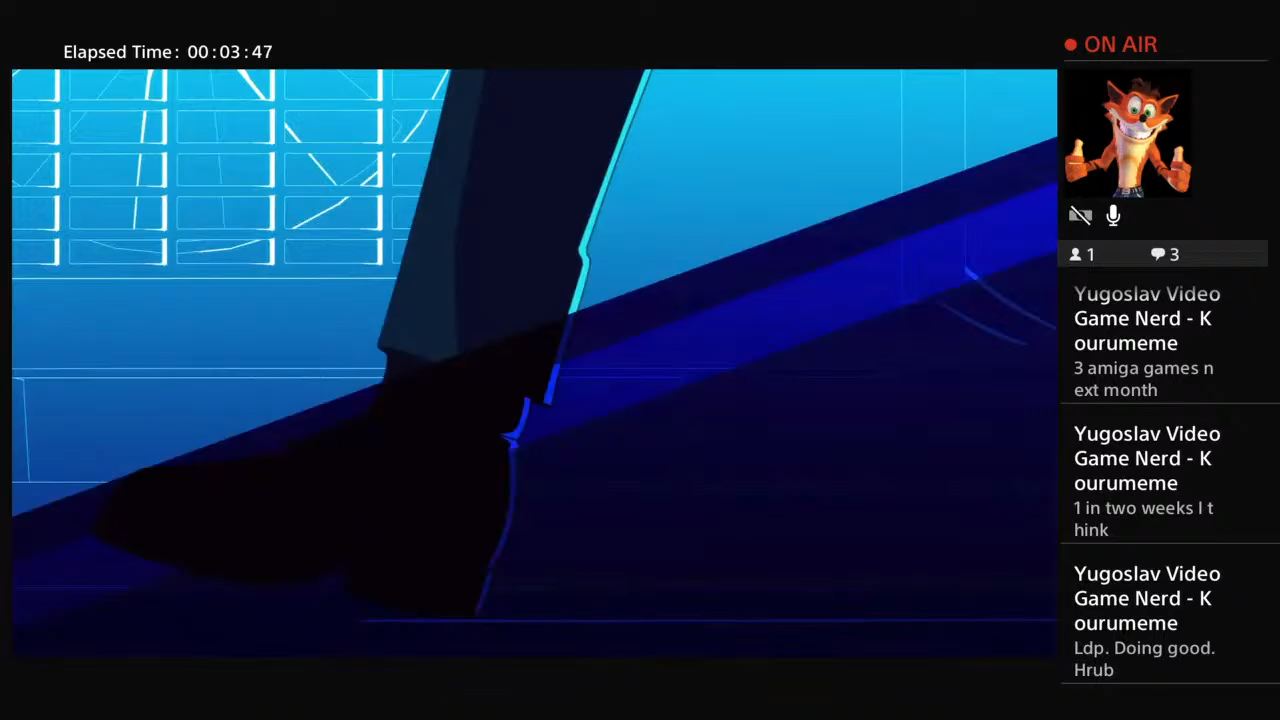 Elapsed Time: 00:03:47
ON AIR
1 3
Yugoslav Video
Game Nerd - K
ourumeme
3 amiga games n
ext month
Yugoslav Video
Game Nerd - K
ourumeme
1 in two weeks I t
hink
Yugoslav Video
Game Nerd - K
ourumeme
Ldp. Doing good.
Hrub